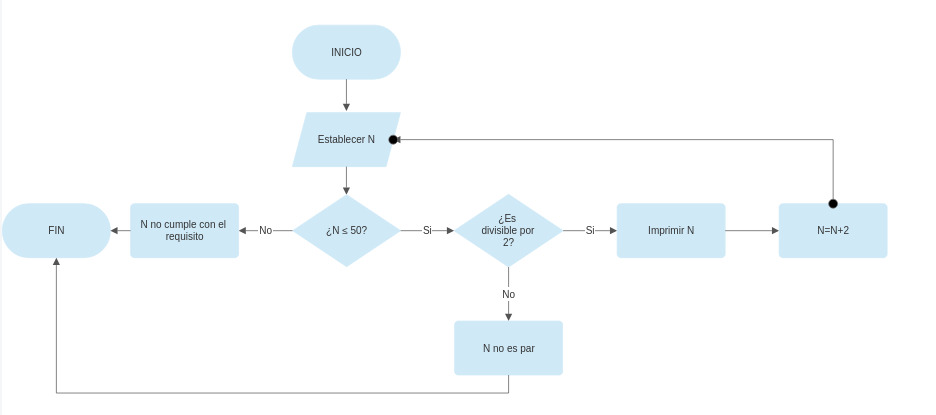 INICIO
Establecer N
FIN
N no cumple con el
requisito
No
¿N ≤ 50?
Si
¿Es
divisible por
2?
Si
Imprimir N
N=N+2
No
N no es par